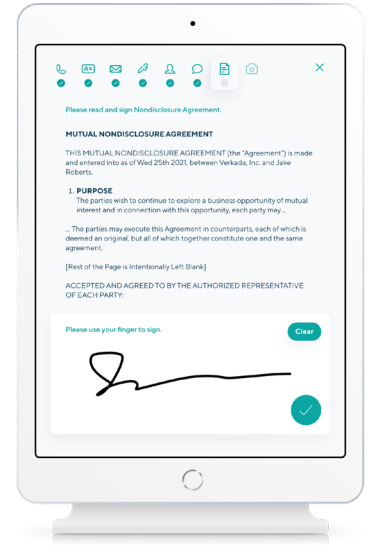 Please read and sign Nondisclosure Agreement.
MUTUAL NONDISCLOSURE AGREEMENT
THIS MUTUAL NONDISCLOSURE AGREEMENT (the "Agreement") is made
and entered into as of Wed 25th 2021, between Verkada, Inc. and Jake
Roberts.
1. PURPOSE
The parties wish to continue to explore a business opportunity of mutual
interest and in connection with this opportunity, each party may...
... The parties may execute this Agreement in counterparts, each of which is
deemed an original, but all of which together constitute one and the same
agreement.
[Rest of the Page is Intentionally Left Blank]
ACCEPTED AND AGREED TO BY THE AUTHORIZED REPRESENTATIVE
OF EACH PARTY:
Please use your finger to sign.
Clear